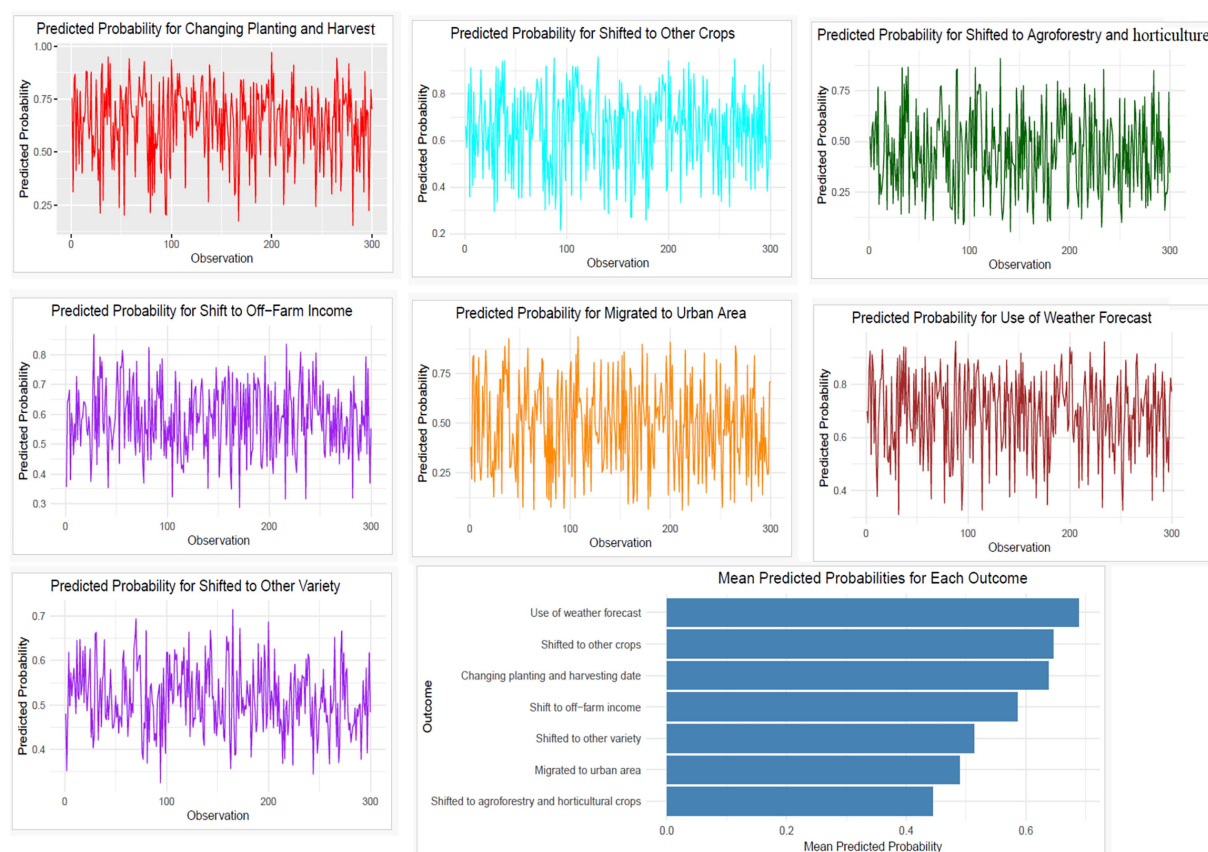 Predicted Probability for Changing Planting and Harvest
Predicted Probability
1.00
0.75
0.50
0.25
0
100
200
300
Observation
Predicted Probability for Shifted to Other Crops
Predicted Probability
0.8
0.6
0.4
0.2
0
100
200
300
Observation
Predicted Probability for Shifted to Agroforestry and horticulture
Predicted Probability
0.75
0.50
0.25
0
100
200
300
Observation
Predicted Probability for Shift to Off-Farm Income
Predicted Probability
0.8
0.7
0.6
0.5
0.4
0.3
0
100
200
300
Observation
Predicted Probability for Migrated to Urban Area
Predicted Probability
0.75
0.50
0.25
0
100
200
300
Observation
Predicted Probability for Use of Weather Forecast
Predicted Probability
0.8
0.6
0.4
0
100
200
300
Observation
Predicted Probability for Shifted to Other Variety
Predicted Probability
0.7
0.6
0.5
0.4
0
100
200
300
Observation
Mean Predicted Probabilities for Each Outcome
Outcome
Use of weather forecast
Shifted to other crops
Changing planting and harvesting date
Shift to off-farm income
Shifted to other variety
Migrated to urban area
Shifted to agroforestry and horticultural crops
0.0
0.2
0.4
0.6
Mean Predicted Probability